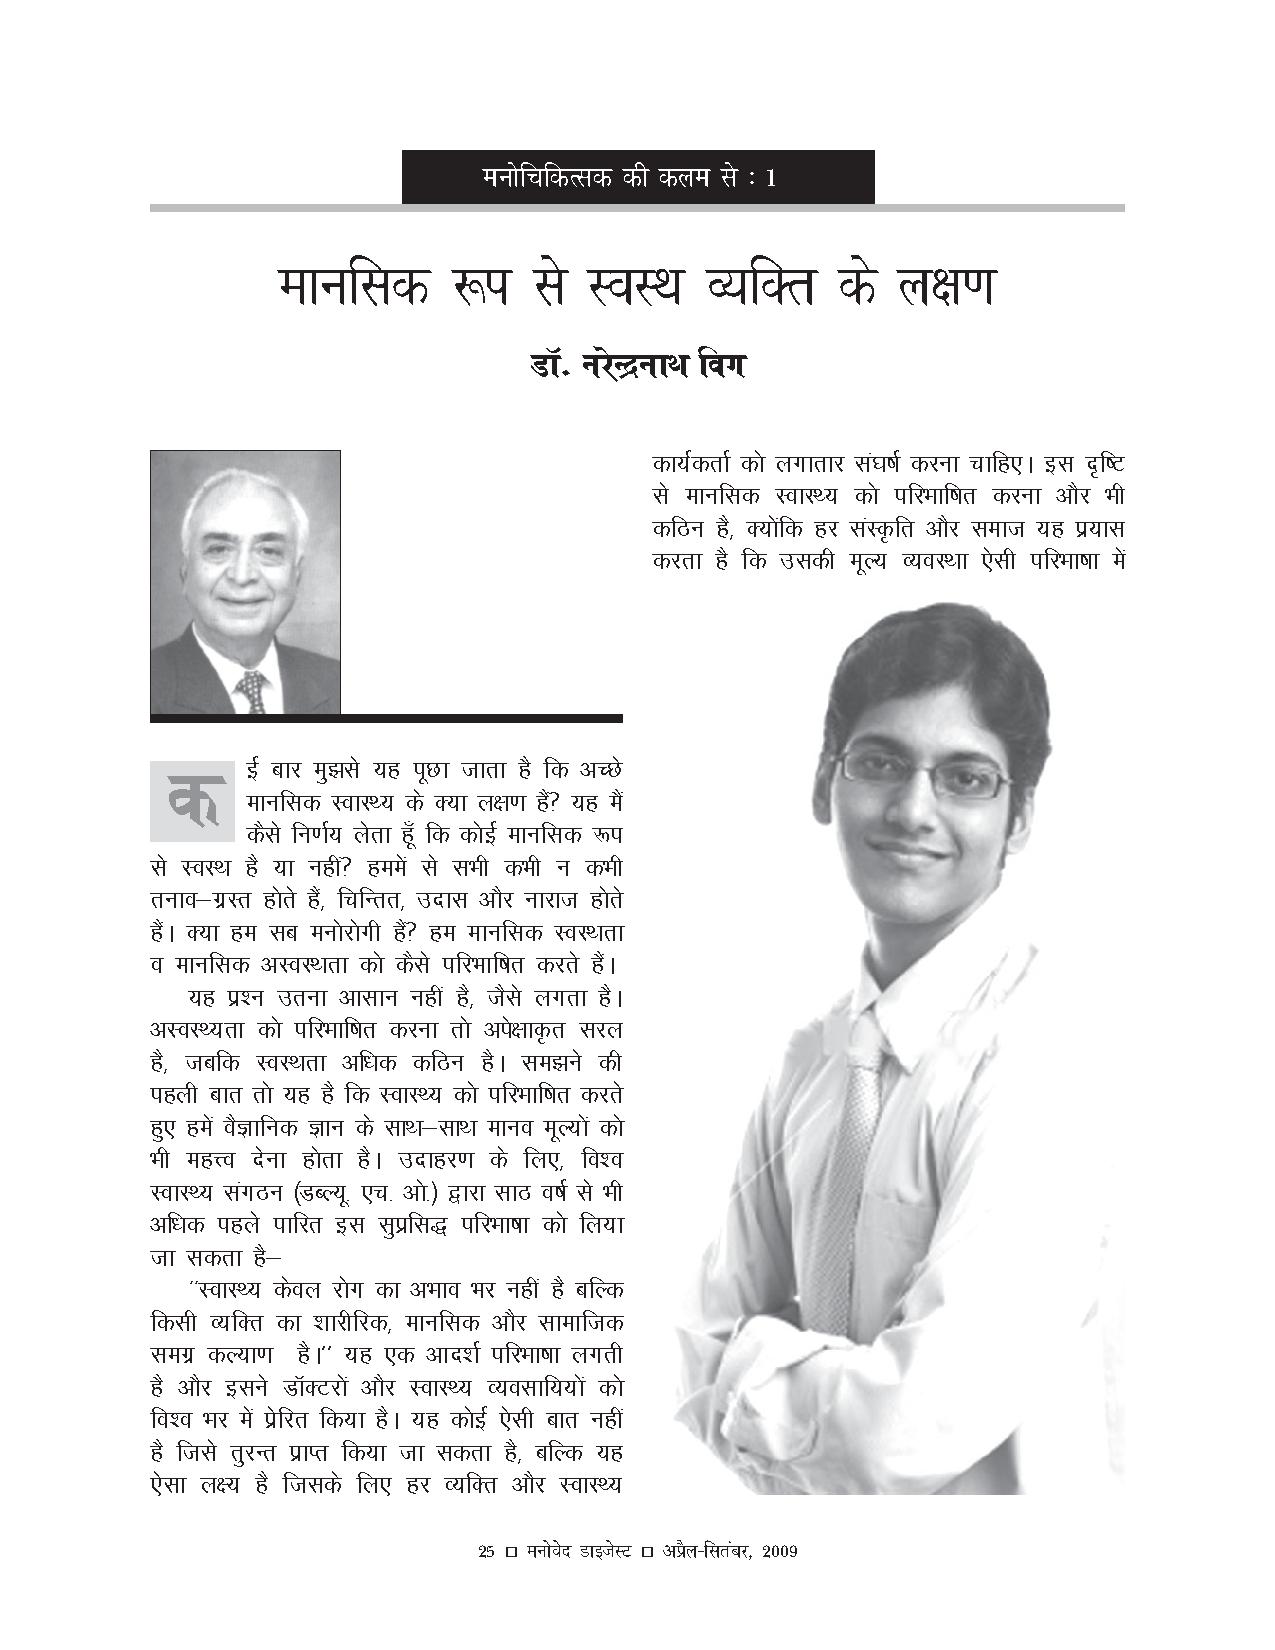 मनोचिकित्सक की कलम से : 1
मानसिक रूप से स्वस्थ व्यक्ति के लक्षण
डॉ. नरेन्द्रनाथ विग
कई बार मुझसे यह पूछा जाता है कि अच्छे
मानसिक स्वास्थ्य के क्या लक्षण हैं? यह मैं
कैसे निर्णय लेता हूँ कि कोई मानसिक रूप
से स्वस्थ है या नहीं? हममें से सभी कभी न कभी
तनाव–ग्रस्त होते हैं, चिन्तित, उदास और नाराज होते
हैं। क्या हम सब मनोरोगी हैं? हम मानसिक स्वस्थता
व मानसिक अस्वस्थता को कैसे परिभाषित करते हैं।
यह प्रश्न उतना आसान नहीं है, जैसे लगता है।
अस्वस्थ्यता को परिभाषित करना तो अपेक्षाकृत सरल
है, जबकि स्वस्थता अधिक कठिन है। समझने की
पहली बात तो यह है कि स्वास्थ्य को परिभाषित करते
हुए हमें वैज्ञानिक ज्ञान के साथ–साथ मानव मूल्यों को
भी महत्त्व देना होता है। उदाहरण के लिए, विश्व
स्वास्थ्य संगठन (डब्ल्यू. एच. ओ.) द्वारा साठ वर्ष से भी
अधिक पहले पारित इस सुप्रसिद्ध परिभाषा को लिया
जा सकता है–
''स्वास्थ्य केवल रोग का अभाव भर नहीं है बल्कि
किसी व्यक्ति का शारीरिक, मानसिक और सामाजिक
समग्र कल्याण है।'' यह एक आदर्श परिभाषा लगती
है और इसने डॉक्टरों और स्वास्थ्य व्यवसायियों को
विश्व भर में प्रेरित किया है। यह कोई ऐसी बात नहीं
है जिसे तुरन्त प्राप्त किया जा सकता है, बल्कि यह
ऐसा लक्ष्य है जिसके लिए हर व्यक्ति और स्वास्थ्य
कार्यकर्ता को लगातार संघर्ष करना चाहिए। इस दृष्टि
से मानसिक स्वास्थ्य को परिभाषित करना और भी
कठिन है, क्योंकि हर संस्कृति और समाज यह प्रयास
करता है कि उसकी मूल्य व्यवस्था ऐसी परिभाषा में
25 □ मनोवेद डाइजेस्ट □ अप्रैल-सितंबर, 2009